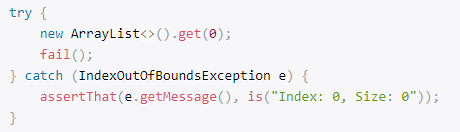 try {
    new ArrayList<>().get(0);
    fail();
} catch (IndexOutOfBoundsException e) {
    assertThat(e.getMessage(), is("Index: 0, Size: 0"));
}